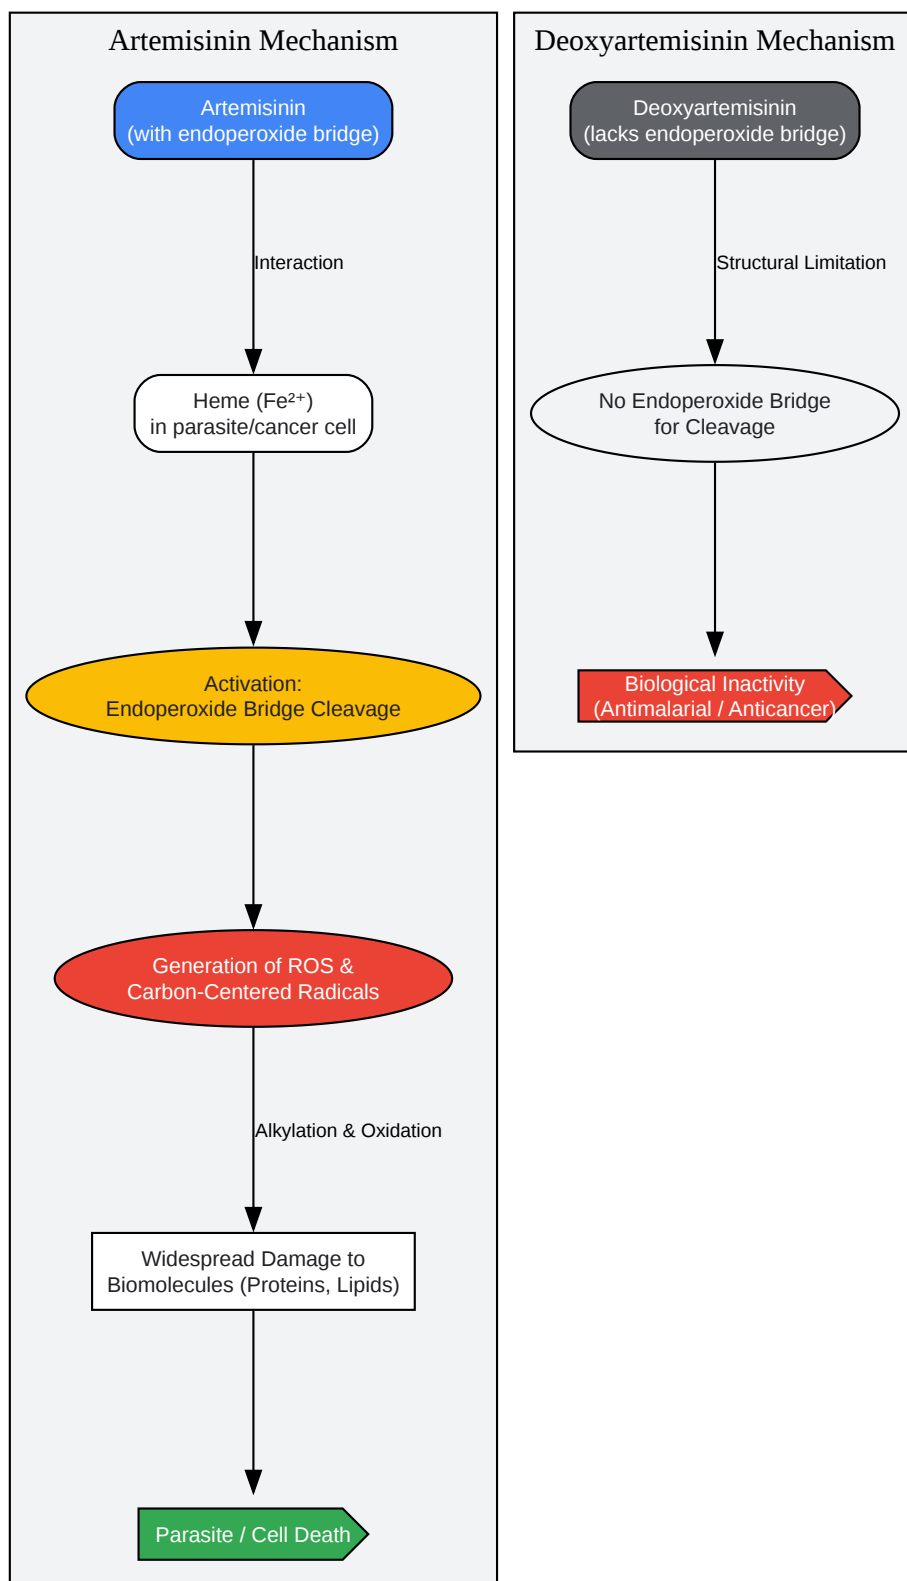 Artemisinin Mechanism
Artemisinin
(with endoperoxide bridge)
Interaction
Heme (Fe²⁺)
in parasite/cancer cell
Activation:
Endoperoxide Bridge Cleavage
Generation of ROS &
Carbon-Centered Radicals
Alkylation & Oxidation
Widespread Damage to
Biomolecules (Proteins, Lipids)
Parasite / Cell Death
Deoxyartemisinin Mechanism
Deoxyartemisinin
(lacks endoperoxide bridge)
Structural Limitation
No Endoperoxide Bridge
for Cleavage
Biological Inactivity
(Antimalarial / Anticancer)